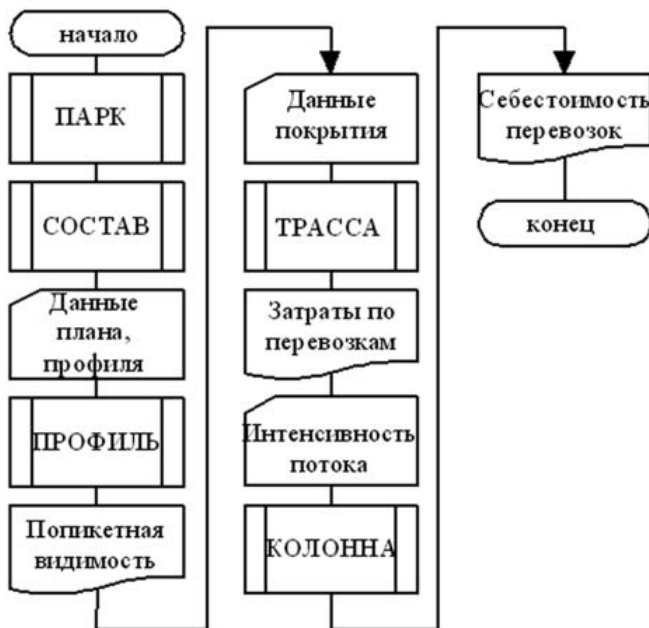 начало
ПАРК
СОСТАВ
Данные
плана,
профиля
ПРОФИЛЬ
Попикетная
видимость
Данные
покрытия
ТРАССА
Затраты по
перевозкам
Интенсивность
потока
КОЛОННА
Себестоимость
перевозок
конец